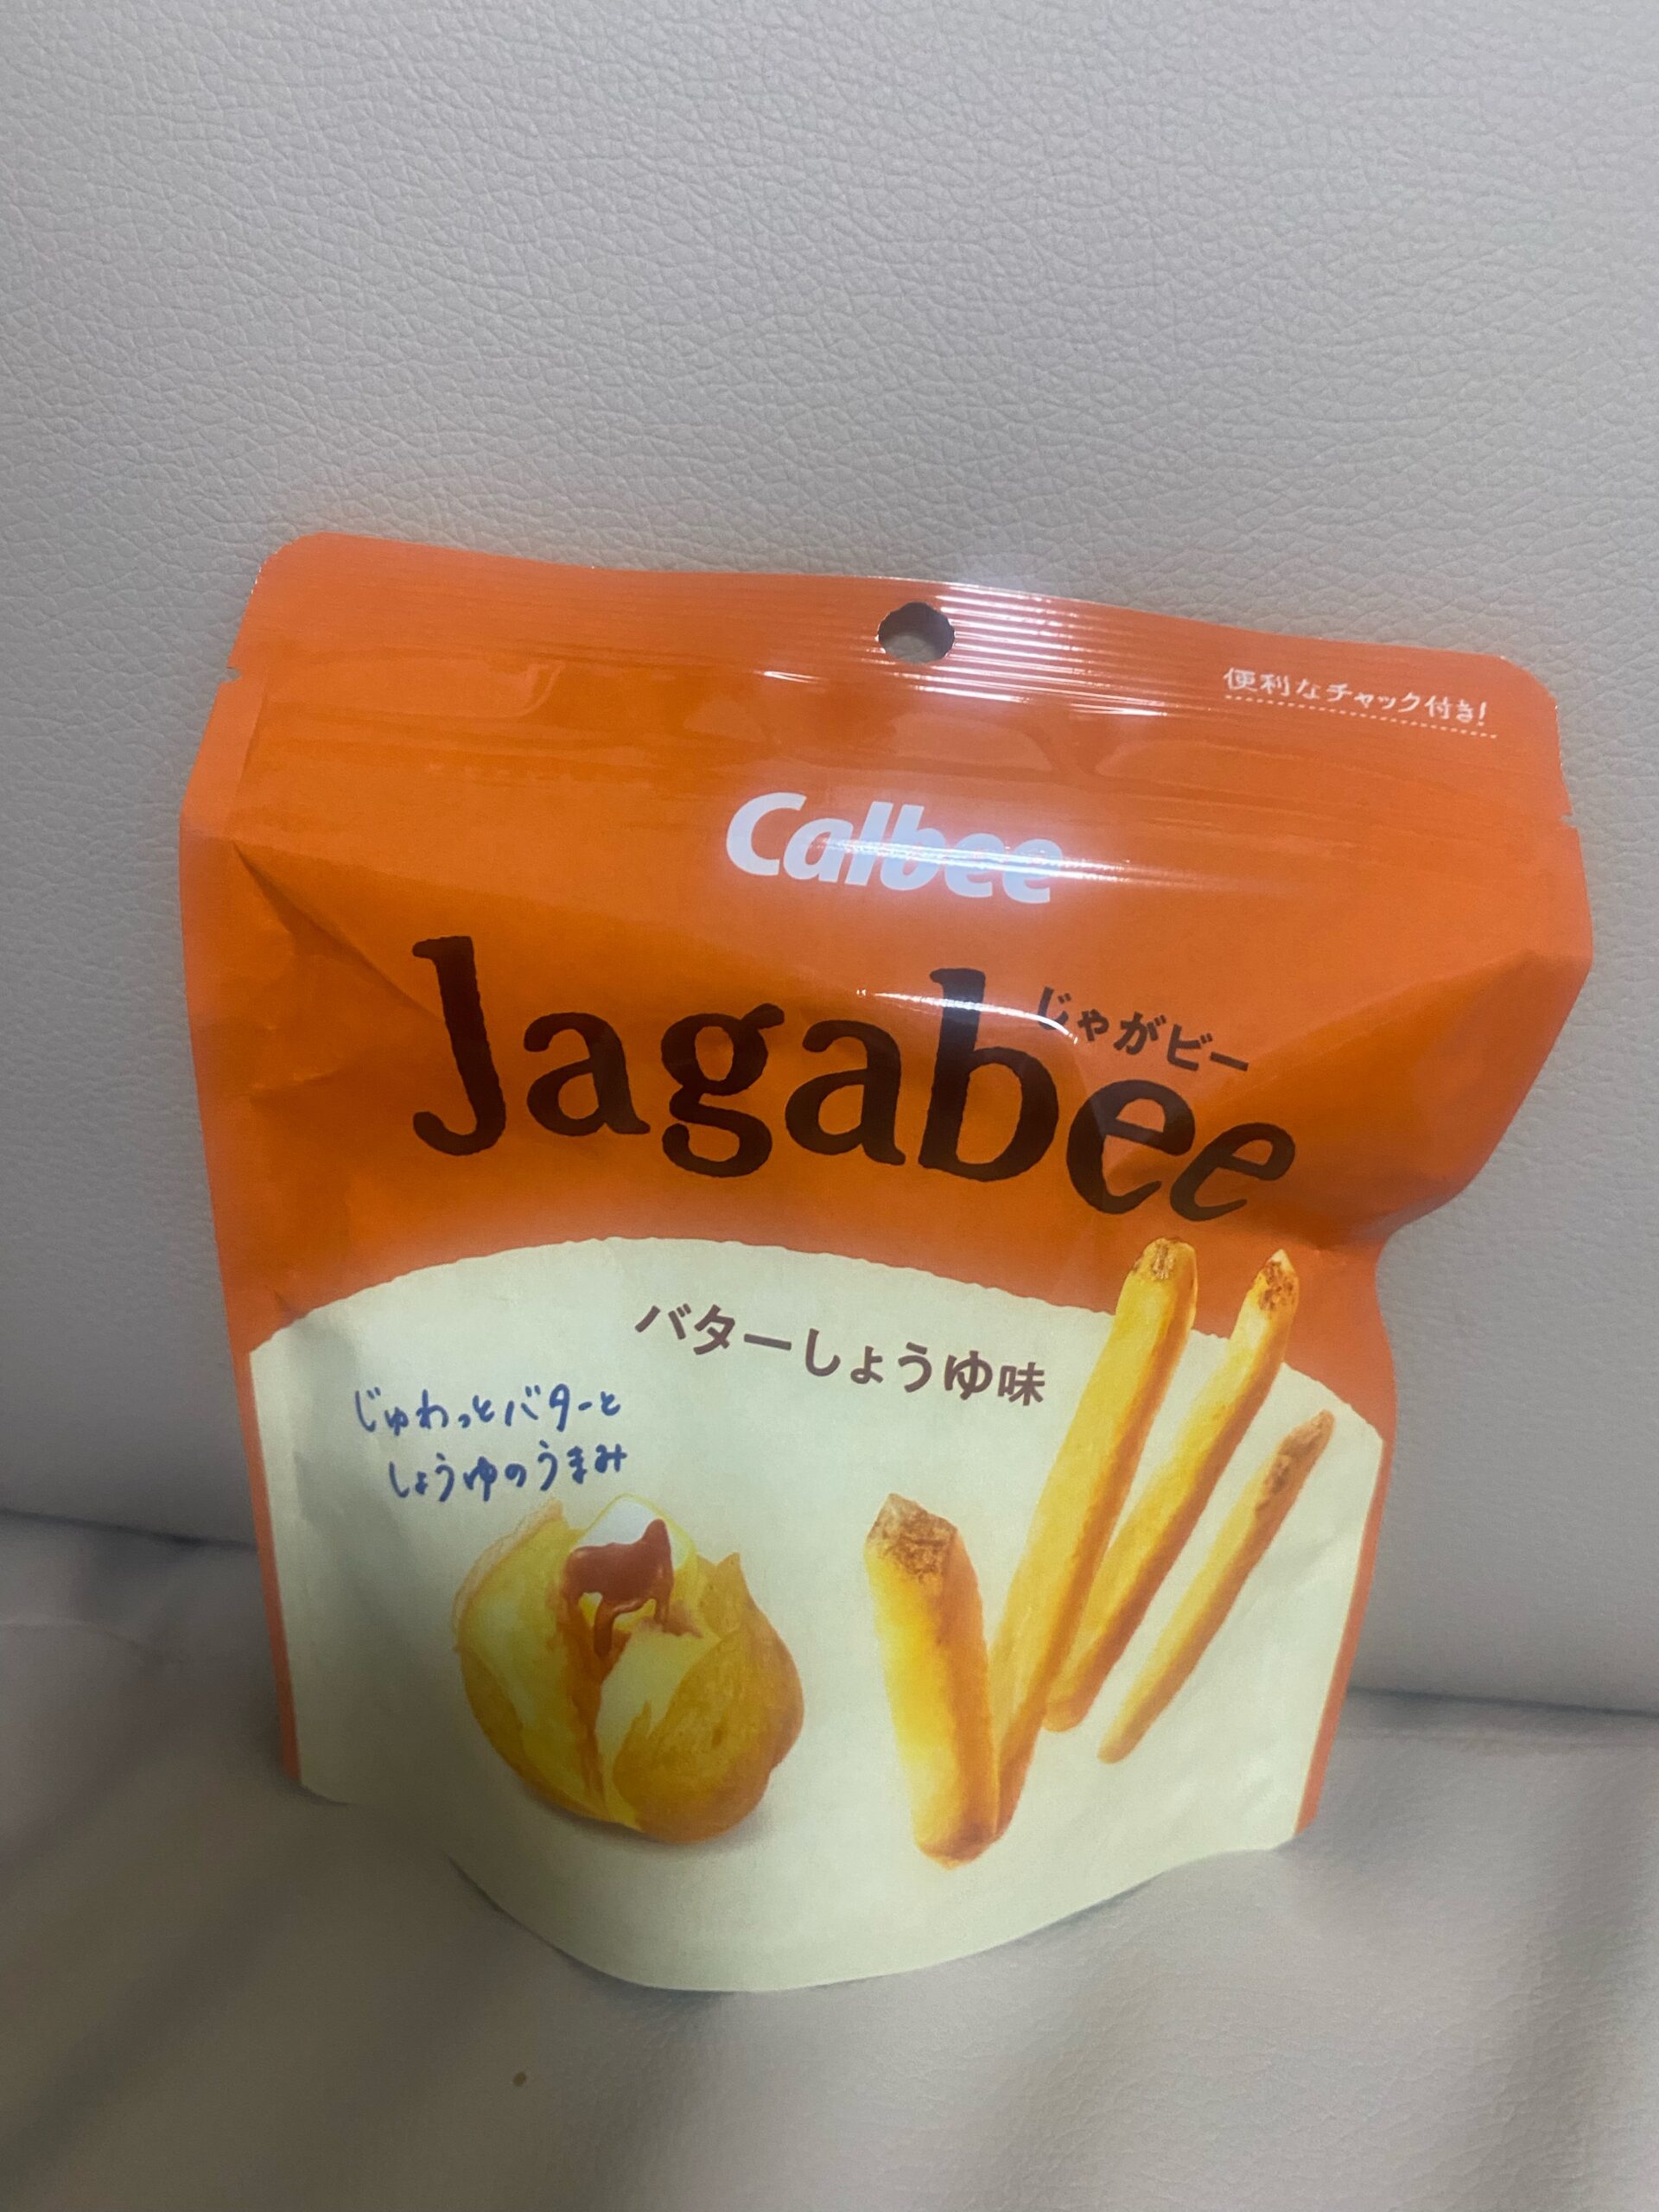 便利なチャック付き!
Calbee
じゃがビー
Jagabee
バターしょうゆ味
じゅわっとバターと
しょうゆのうまみ